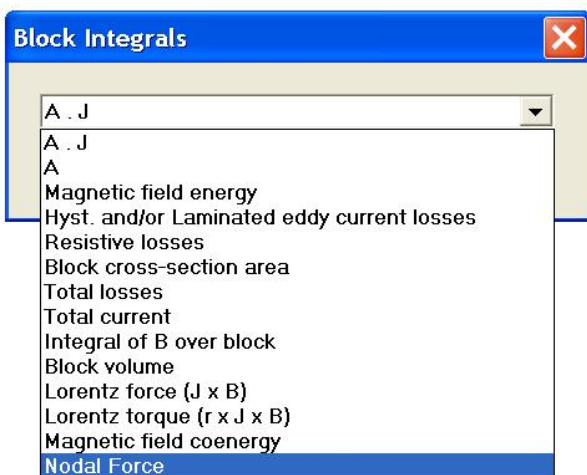 Block Integrals
A . J
A . J
A
Magnetic field energy
Hyst. and/or Laminated eddy current losses
Resistive losses
Block cross-section area
Total losses
Total current
Integral of B over block
Block volume
Lorentz force (J x B)
Lorentz torque (r x J x B)
Magnetic field coenergy
Nodal Force